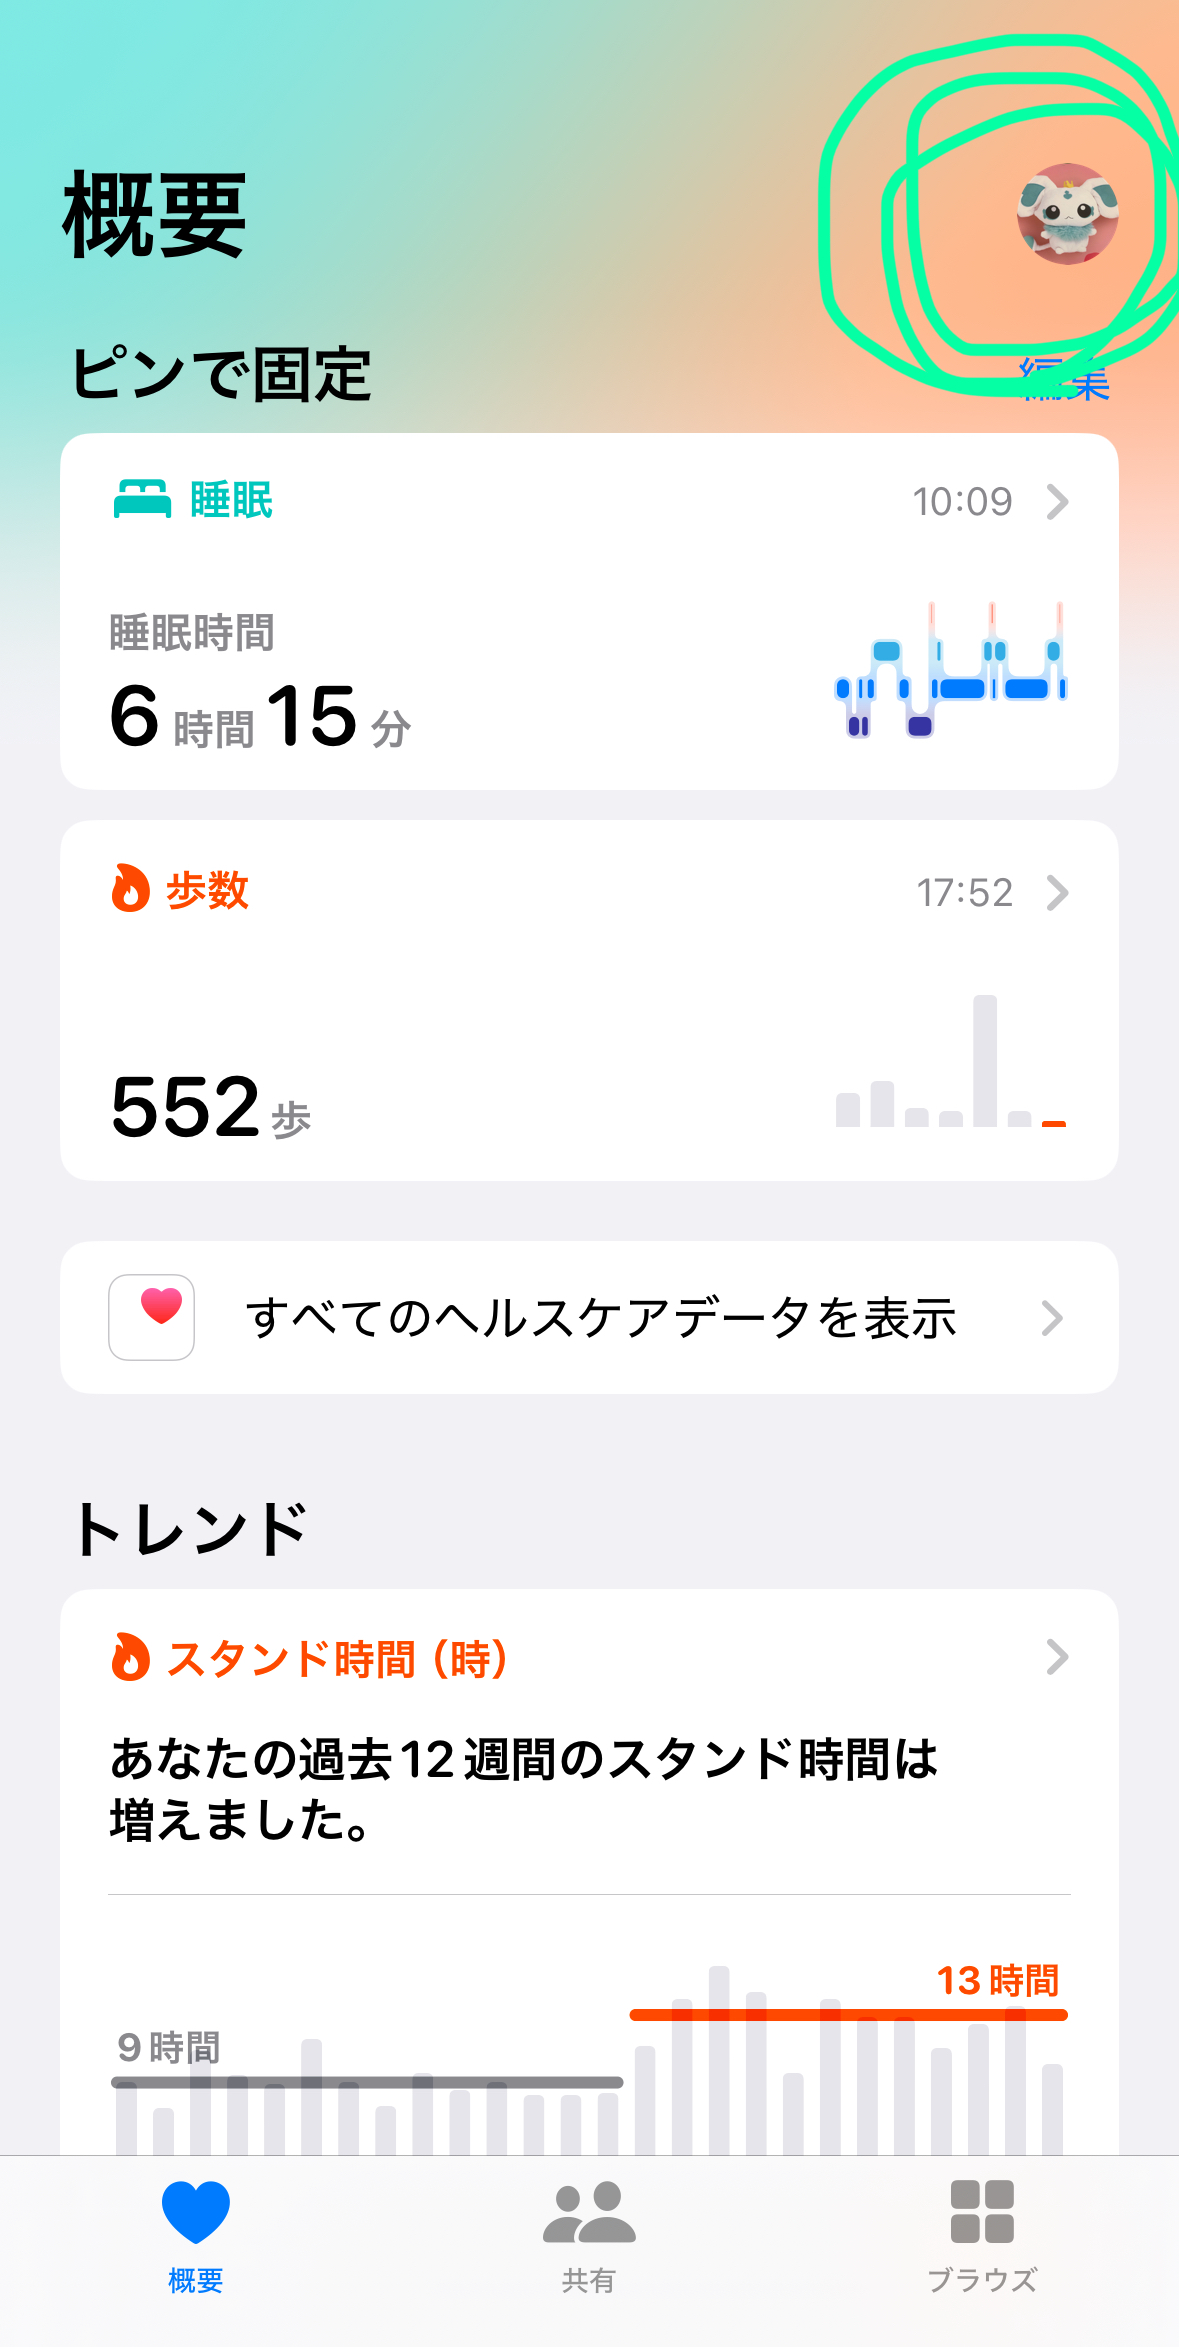 概要
ピンで固定
編集
睡眠
10:09
睡眠時間
6 時間 15 分
歩数
17:52
552 歩
すべてのヘルスケアデータを表示
トレンド
スタンド時間（時）
あなたの過去12週間のスタンド時間は
増えました。
13 時間
9 時間
概要
共有
ブラウズ